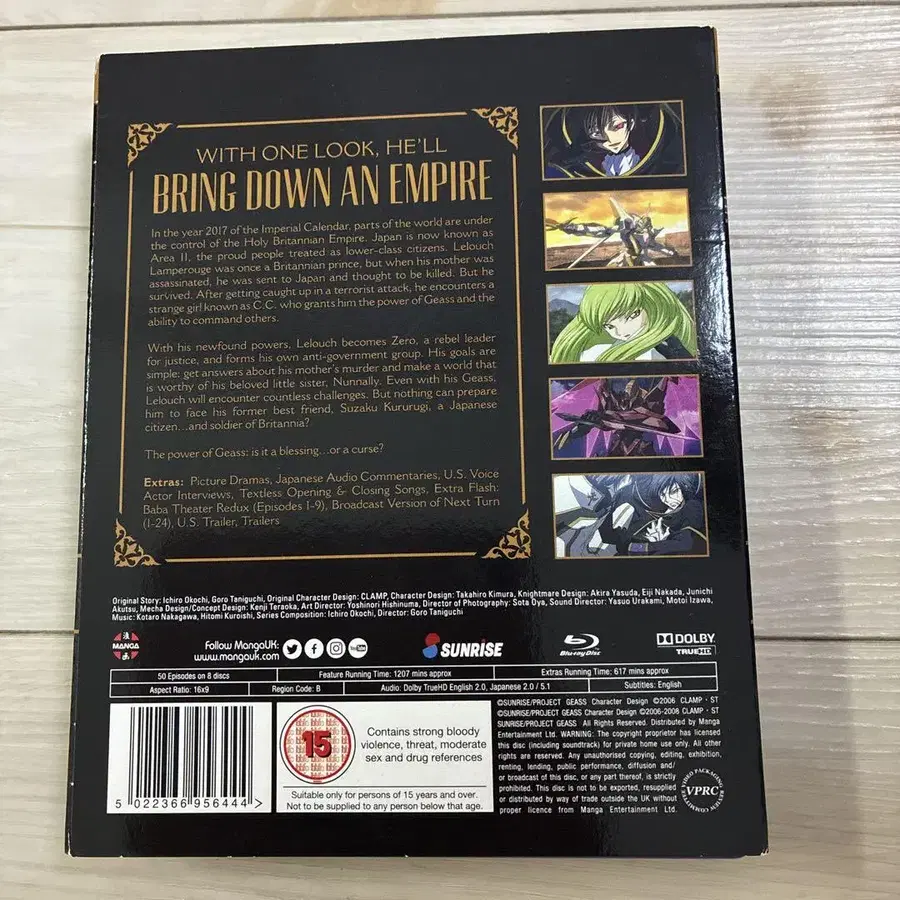 WITH ONE LOOK, HE'LL
BRING DOWN AN EMPIRE
In the year 2017 of the Imperial Calendar, parts of the world are under
the control of the Holy Britannian Empire. Japan is now known as
Area 11, the proud people treated as lower-class citizens. Lelouch
Lamperouge was once a Britannian prince, but when his mother was
assassinated, he was sent to Japan and thought to be killed. But he
survived. After getting caught up in a terrorist attack, he encounters a
strange girl known as C.C. who grants him the power of Geass and the
ability to command others.
With his newfound powers, Lelouch becomes Zero, a rebel leader
for justice, and forms his own anti-government group. His goals are
simple: get answers about his mother's murder and make a world that
is worthy of his beloved little sister, Nunnally. Even with his Geass,
Lelouch will encounter countless challenges. But nothing can prepare
him to face his former best friend, Suzaku Kururugi, a Japanese
citizen...and soldier of Britannia?
The power of Geass: is it a blessing...or a curse?
Extras: Picture Dramas, Japanese Audio Commentaries, U.S. Voice
Actor Interviews, Textless Opening & Closing Songs, Extra Flash:
Baba Theater Redux (Episodes 1-9), Broadcast Version of Next Turn
(1-24), U.S. Trailer, Trailers
Original Story: Ichiro Okochi, Goro Taniguchi, Original Character Design: CLAMP, Character Design: Takahiro Kimura, Knightmare Design: Akira Yasuda, Eiji Nakada, Junichi
Akutsu, Mecha Design/Concept Design: Kenji Teraoka, Art Director: Yoshinori Hishinuma, Director of Photography: Sota Oya, Sound Director: Yasuo Urakami, Motoi Izawa,
Music: Kotaro Nakagawa, Hitomi Kuroishi, Series Composition: Ichiro Okochi, Director: Goro Taniguchi
MANGA
Follow MangaUK:
www.mangauk.com
You Tube
SUNRISE
Blu-ray Disc
DOLBY
TRUEHD
50 Episodes on 8 discs
Feature Running Time: 1207 mins approx
Extras Running Time: 617 mins approx
Aspect Ratio: 16x9
Region Code: B
Audio: Dolby TrueHD English 2.0, Japanese 2.0 / 5.1
Subtitles: English
5 022366 956444 >
15
Contains strong bloody
violence, threat, moderate
sex and drug references
Suitable only for persons of 15 years and over.
Not to be supplied to any person below that age.
©SUNRISE/PROJECT GEASS Character Design ©2006 CLAMP · ST
©SUNRISE/PROJECT GEASS Character Design ©2006-2008 CLAMP · ST
©SUNRISE/PROJECT GEASS All Rights Reserved. Distributed by Manga
Entertainment Ltd. WARNING: The copyright proprietor has licensed
this disc (including soundtrack) for private home use only. All other
rights are reserved. Any unauthorised copying, editing, exhibition,
renting, lending, public performance, diffusion and/
or broadcast of this disc, or any part thereof, is strictly
prohibited. This disc is not to be exported, resupplied
or distributed by way of trade outside the UK without
proper licence from Manga Entertainment Ltd.
VIDEO PACKAGING REVIEW COMMITTEE
VPRC